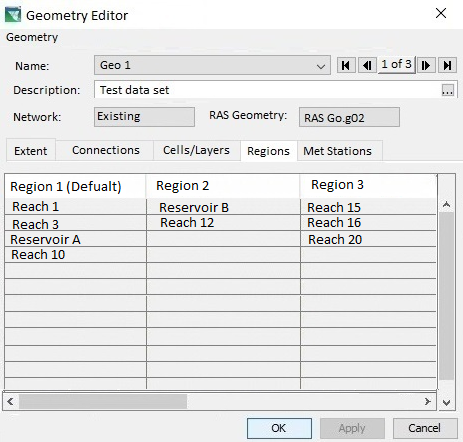 Geometry Editor
Geometry
Name: Geo 1 1 of 3
Description: Test data set ...
Network: Existing RAS Geometry: RAS Go.g02
Extent Connections Cells/Layers Regions Met Stations
Region 1 (Defualt) Region 2 Region 3
Reach 1 Reservoir B Reach 15
Reach 3 Reach 12 Reach 16
Reservoir A Reach 20
Reach 10
OK Apply Cancel